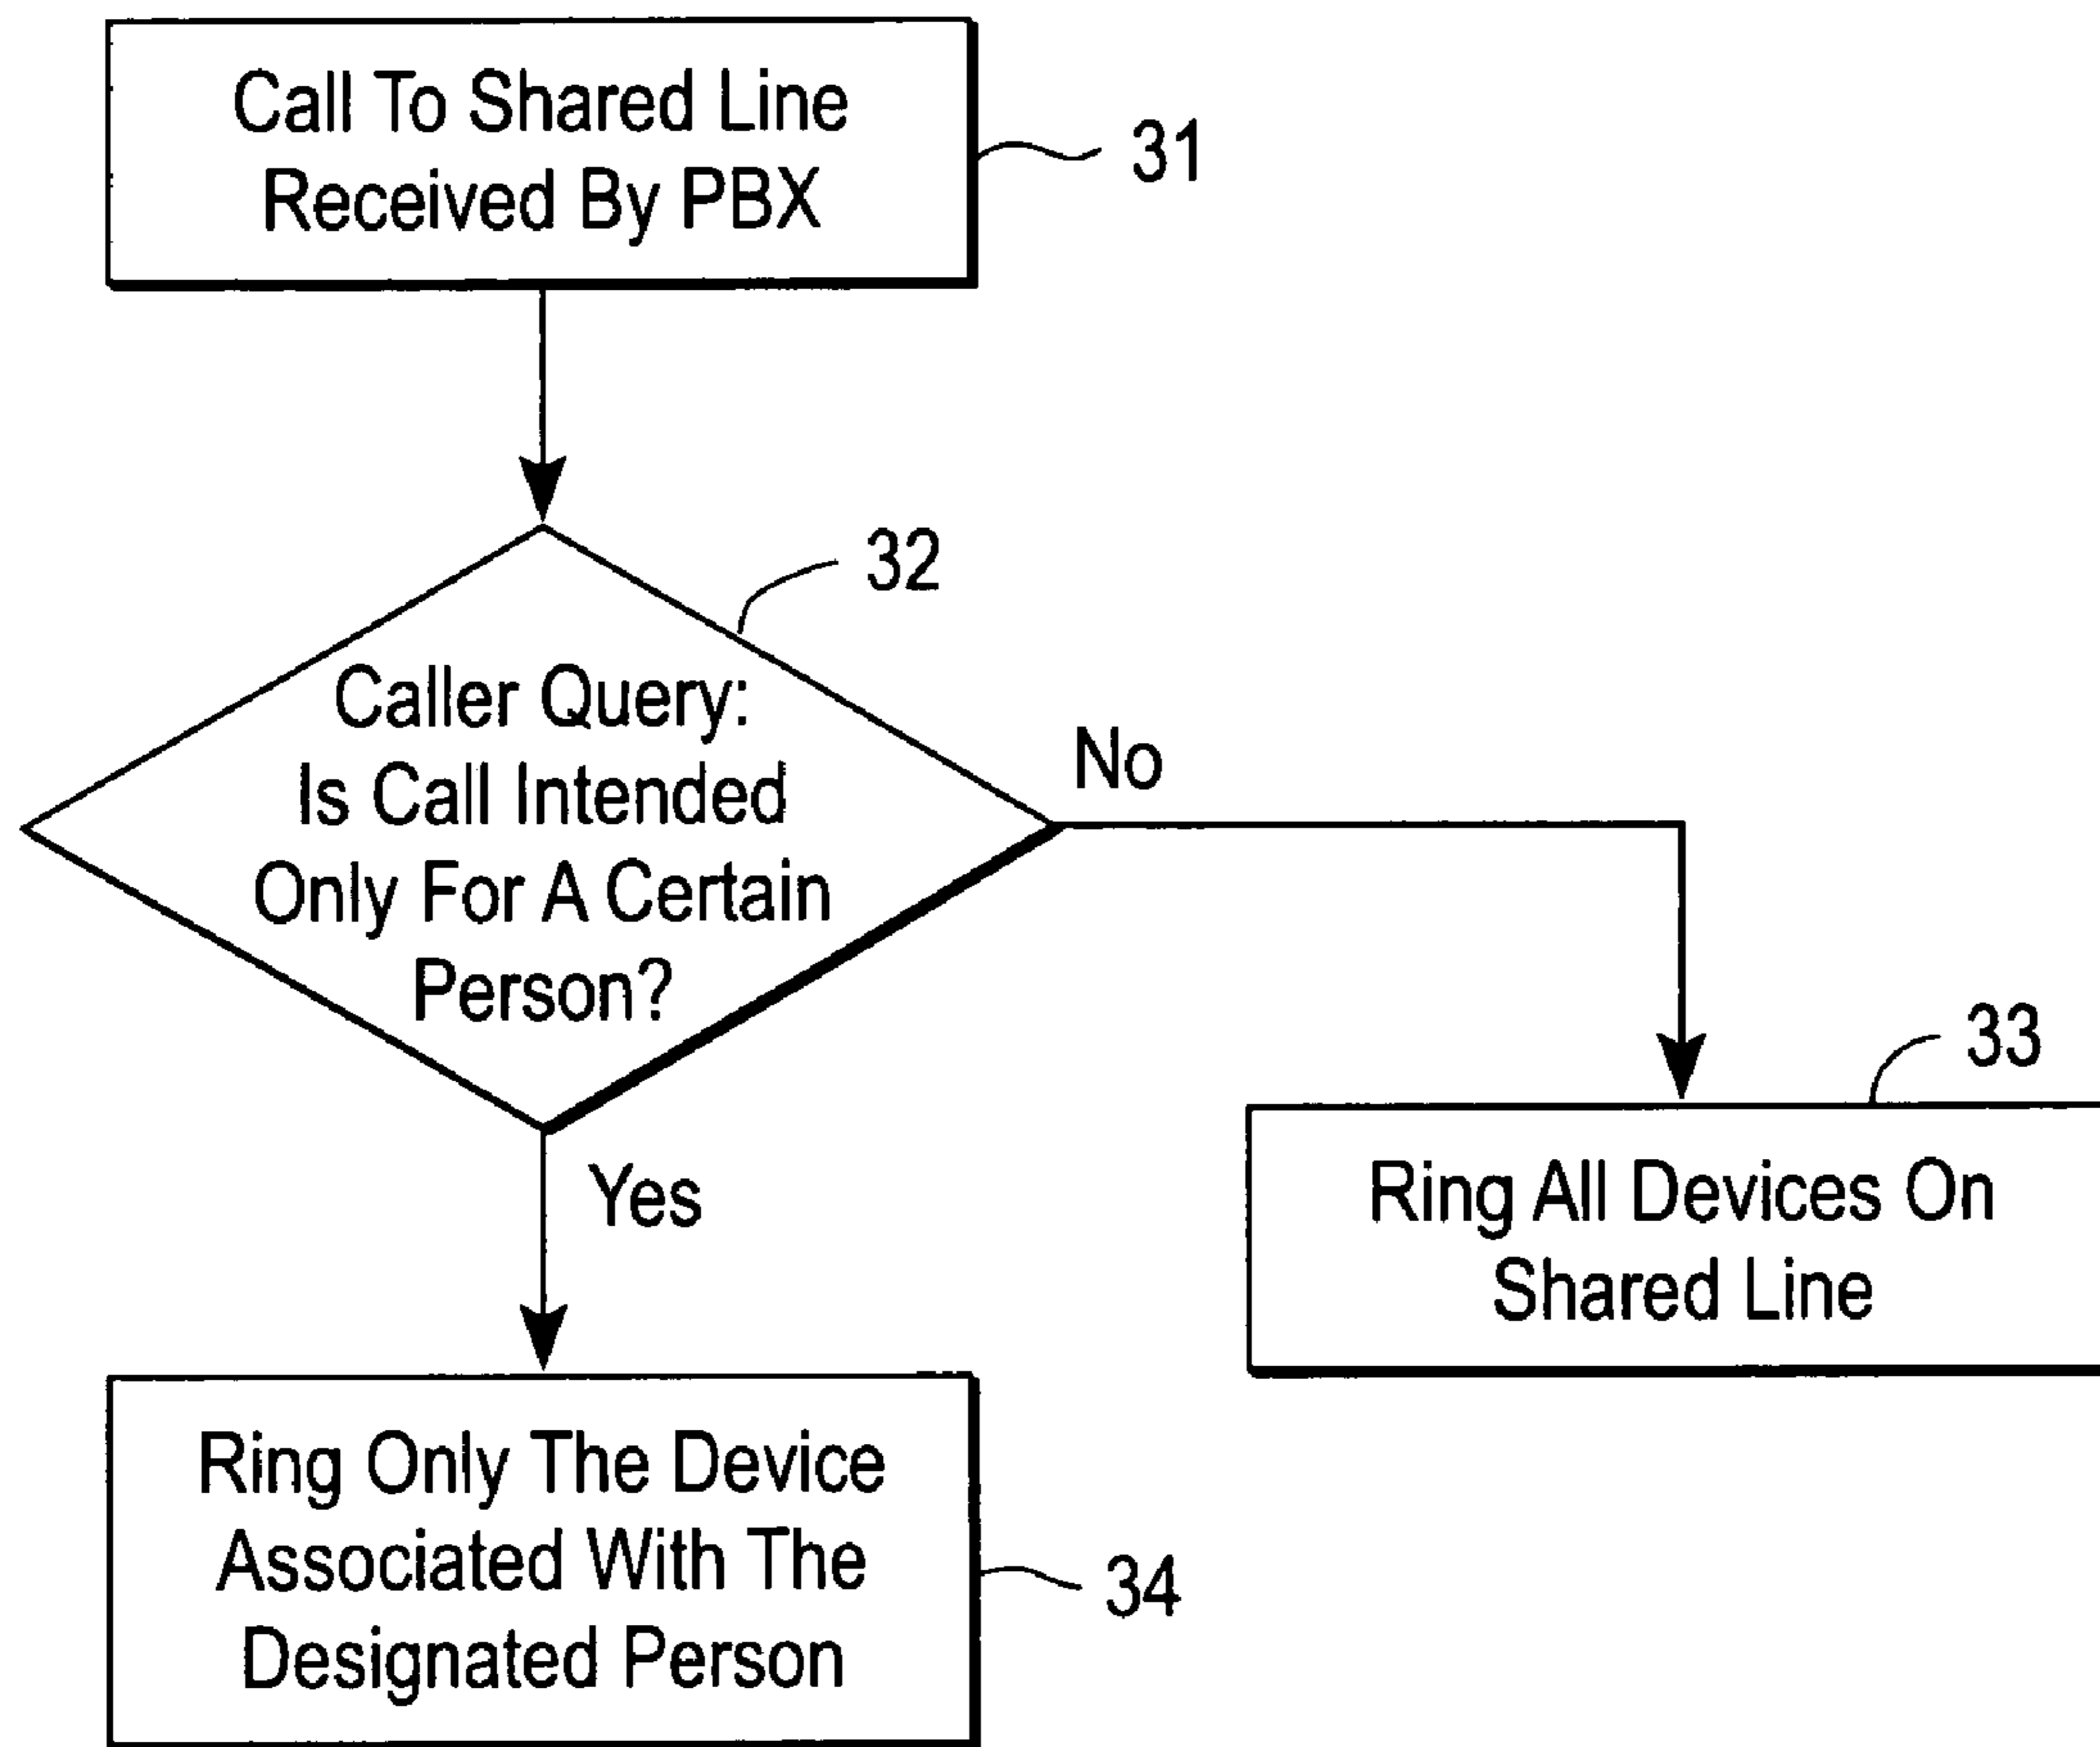 Call To Shared Line
Received By PBX
31
32
Caller Query:
Is Call Intended
Only For A Certain
Person?
No
Yes
33
Ring All Devices On
Shared Line
Ring Only The Device
Associated With The
Designated Person
34